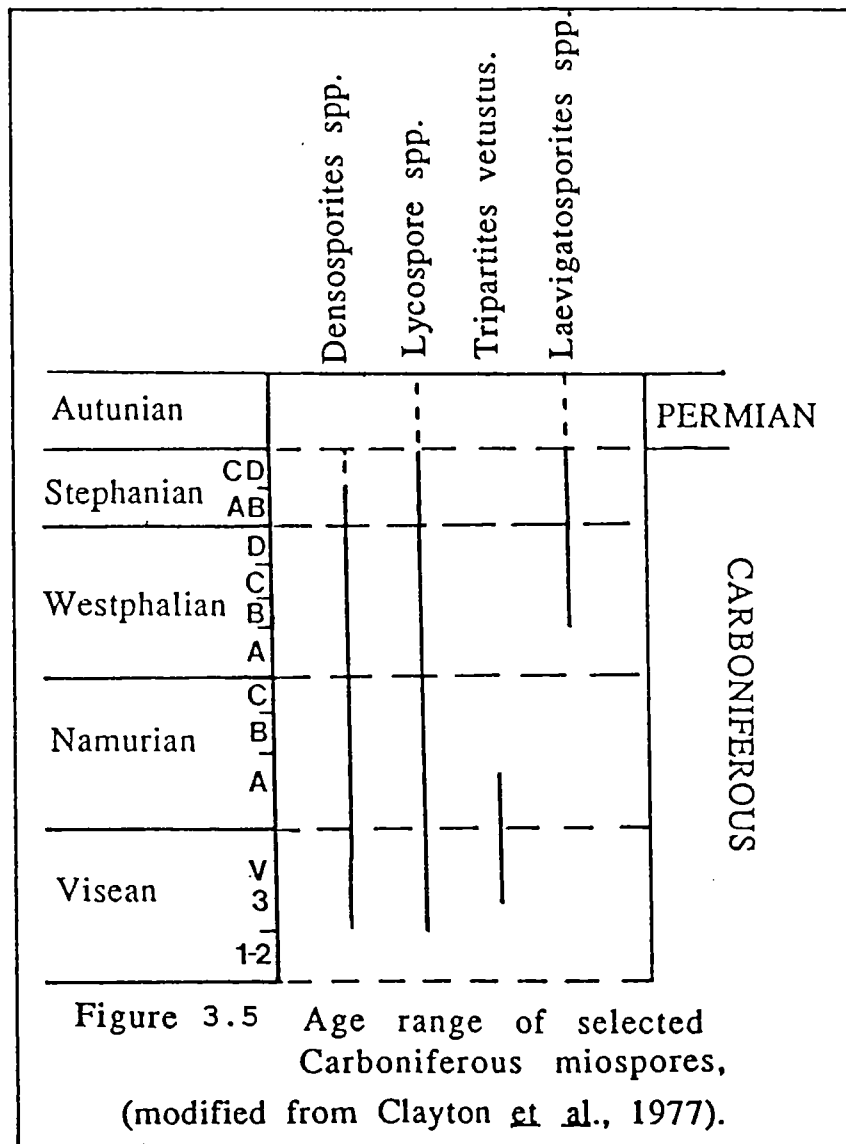 Densosporites spp.
Lycospore spp.
Tripartites vetustus.
Laevigatosporites spp.
Autunian
PERMIAN
Stephanian
CD
AB
Westphalian
D
C
B
A
Namurian
C
B
A
Visean
V
3
1-2
CARBONIFEROUS
Figure 3.5 Age range of selected
Carboniferous miospores,
(modified from Clayton et al., 1977).